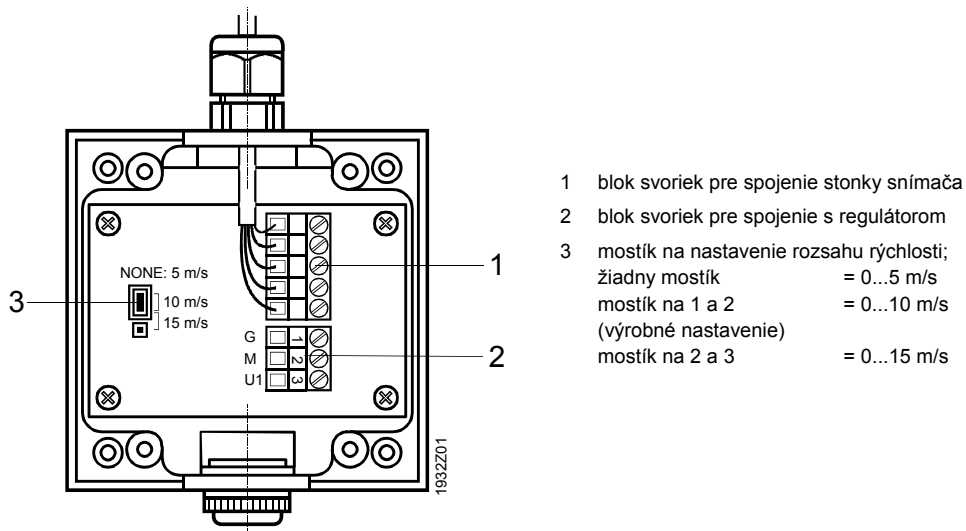 NONE: 5 m/s
10 m/s
15 m/s
G 1
M 2
U1 3
1
2
3
1932Z01
1 blok svoriek pre spojenie stonky snímača
2 blok svoriek pre spojenie s regulátorom
3 mostík na nastavenie rozsahu rýchlosti;
žiadny mostík = 0...5 m/s
mostík na 1 a 2 = 0...10 m/s
(výrobné nastavenie)
mostík na 2 a 3 = 0...15 m/s